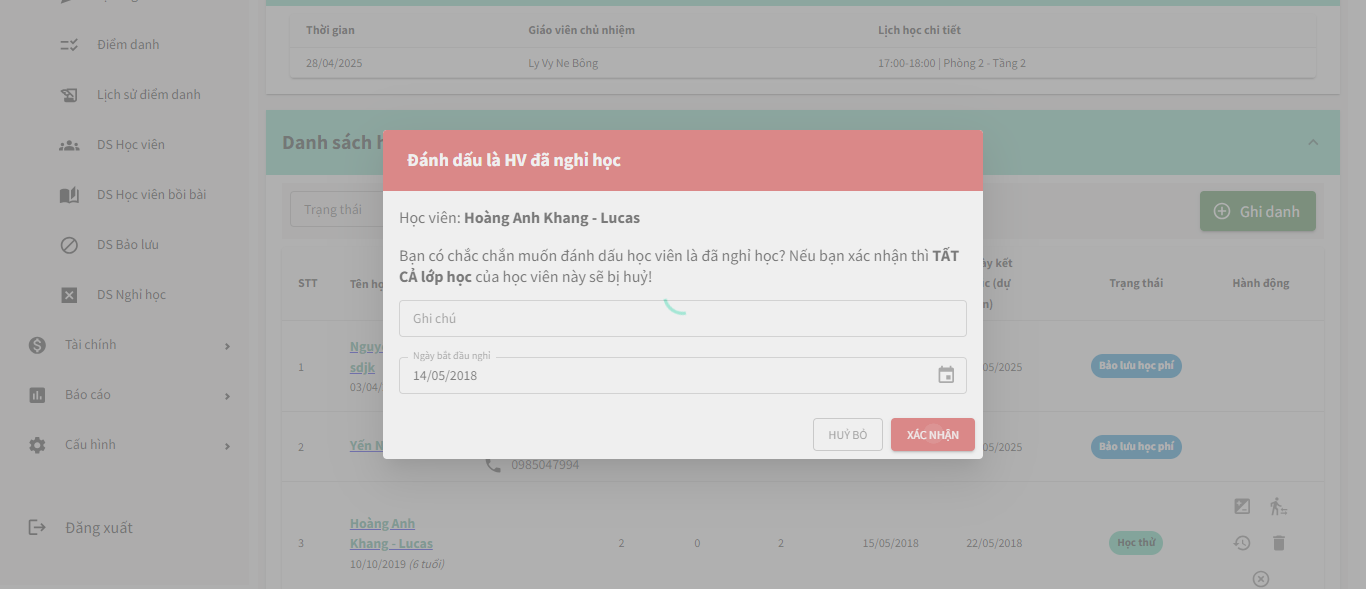 Điểm danh
Lịch sử điểm danh
DS Học viên
DS Học viên bồi bài
DS Bảo lưu
DS Nghỉ học
Tài chính
Báo cáo
Cấu hình
Đăng xuất
Thời gian Giáo viên chủ nhiệm Lịch học chi tiết
28/04/2025 Ly Vy Ne Bông 17:00-18:00 | Phòng 2 - Tầng 2
Danh sách
Trạng thái
Ghi danh
Đánh dấu là HV đã nghỉ học
Học viên: Hoàng Anh Khang - Lucas
Bạn có chắc chắn muốn đánh dấu học viên là đã nghỉ học? Nếu bạn xác nhận thì TẤT
CẢ lớp học của học viên này sẽ bị huỷ!
Ghi chú
Ngày bắt đầu nghỉ
14/05/2018
HUỶ BỎ XÁC NHẬN
STT Tên kết (dự Trạng thái Hành động
1 sdjk 03/04/ 05/2025 Bảo lưu học phí
2 Yến 0985047994 05/2025 Bảo lưu học phí
3 Hoàng Anh
Khang - Lucas 2 0 2 15/05/2018 22/05/2018 Học thử
10/10/2019 (6 tuổi)